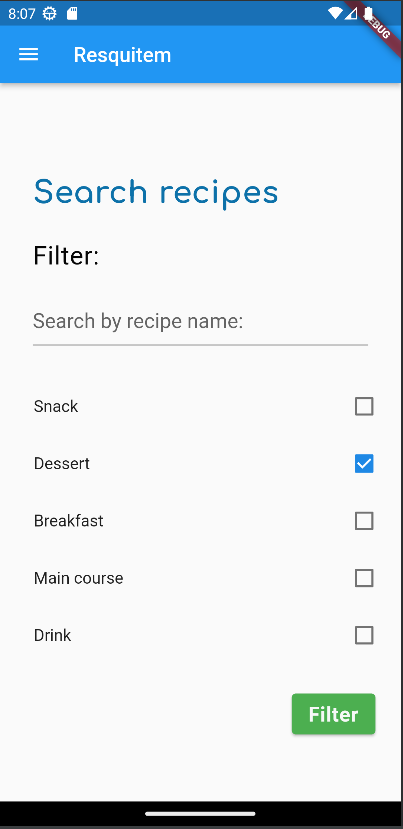 8:07
DEBUG
Resquitem
Search recipes
Filter:
Search by recipe name:
Snack
Dessert
Breakfast
Main course
Drink
Filter